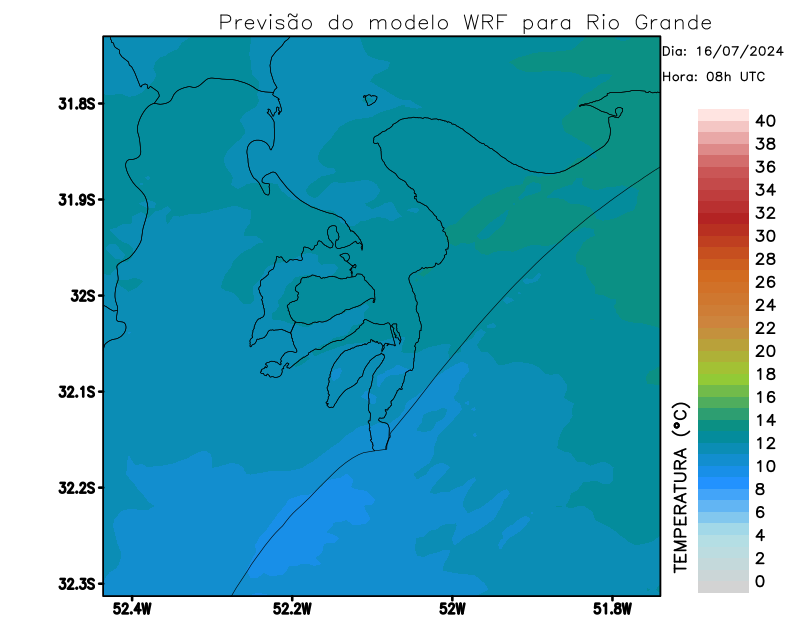 Previsão do modelo WRF para Rio Grande
Dia: 16/07/2024
Hora: 08h UTC
31.8S
31.9S
32S
32.1S
32.2S
32.3S
52.4W
52.2W
52W
51.8W
TEMPERATURA (°C)
40
38
36
34
32
30
28
26
24
22
20
18
16
14
12
10
8
6
4
2
0